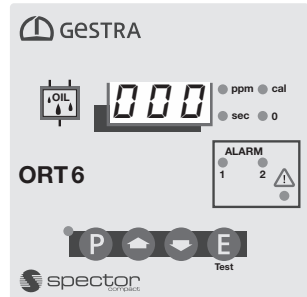 GESTRA
OIL
000
ppm cal
sec 0
ALARM
1 2
ORT 6
P E
Test
spector
compact